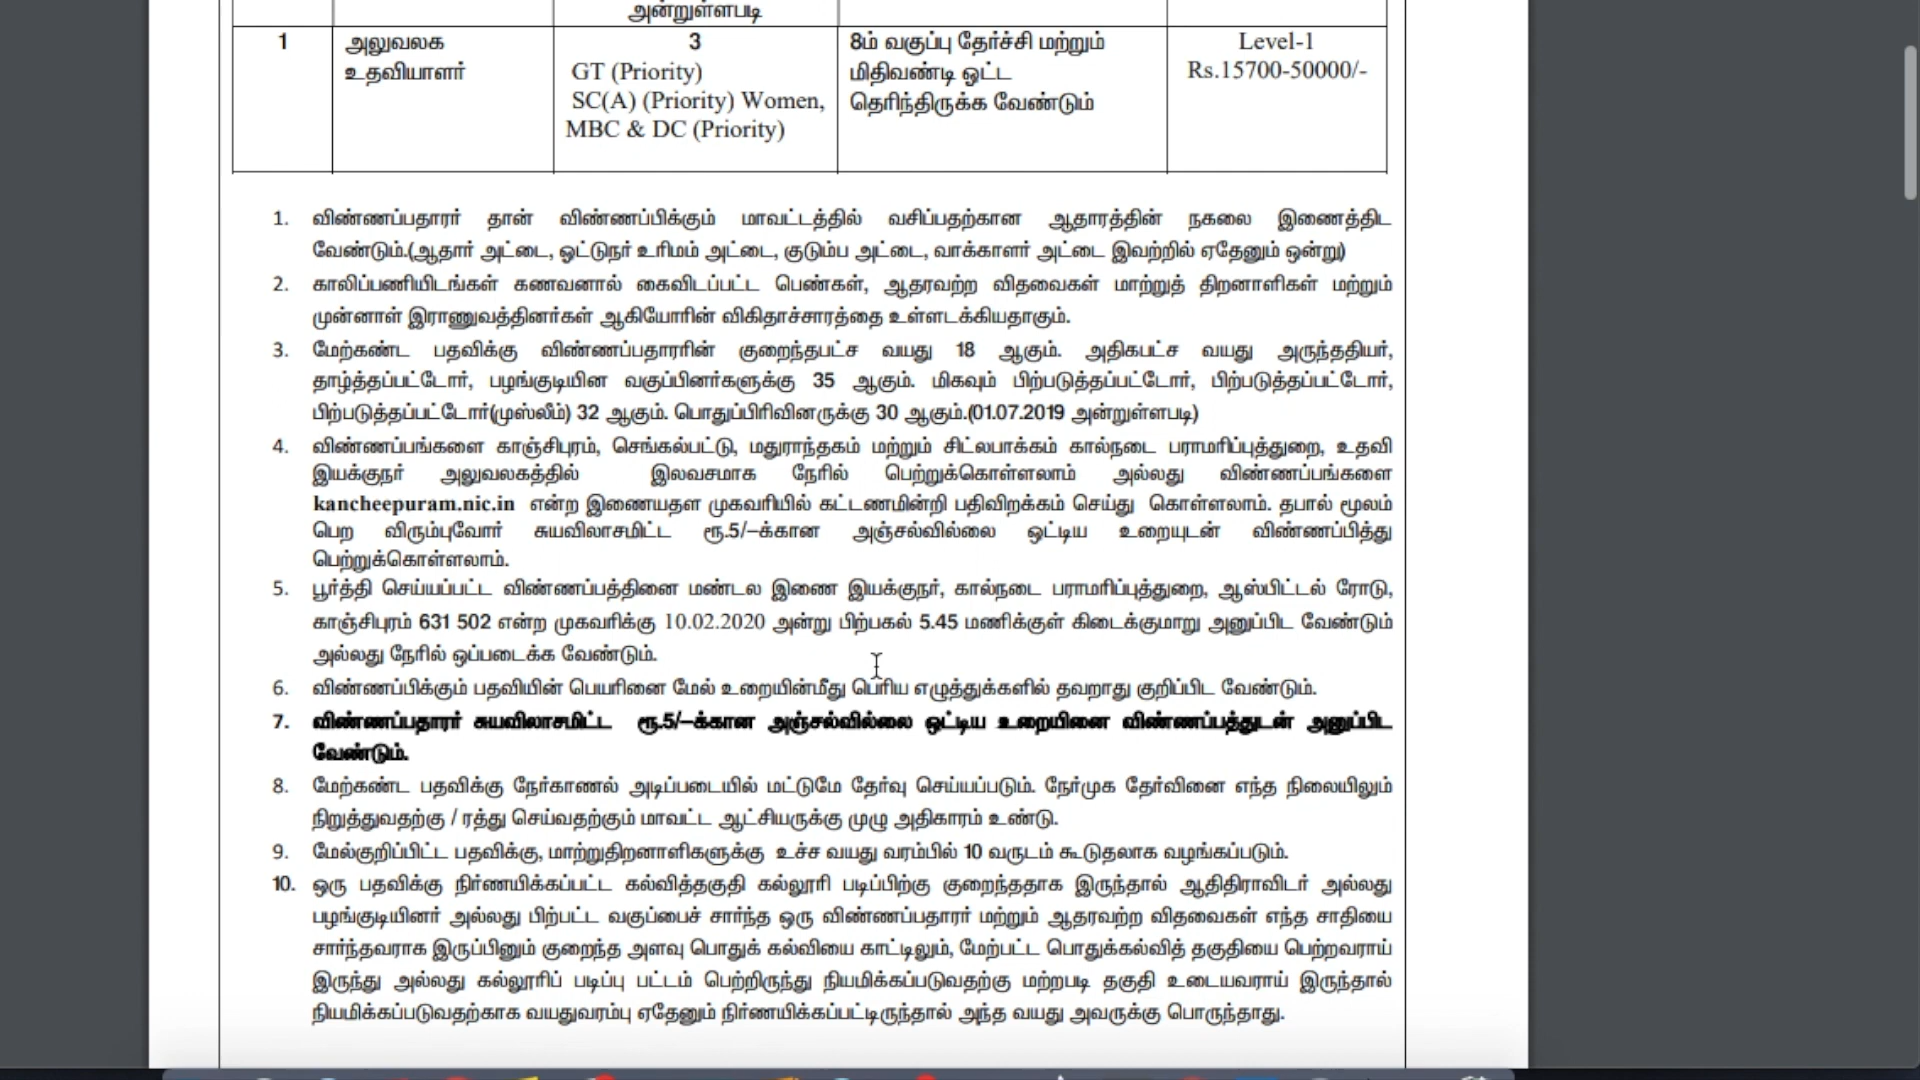 அன்றுள்ளபடி
1 அலுவலக 3 8ம் வகுப்பு தேர்ச்சி மற்றும் Level-1
உதவியாளர் GT (Priority) மிதிவண்டி ஓட்ட Rs.15700-50000/-
SC(A) (Priority) Women, தெரிந்திருக்க வேண்டும்
MBC & DC (Priority)
1. விண்ணப்பதாரர் தான் விண்ணப்பிக்கும் மாவட்டத்தில் வசிப்பதற்கான ஆதாரத்தின் நகலை இணைத்திட
வேண்டும்.(ஆதார் அட்டை, ஓட்டுநர் உரிமம் அட்டை, குடும்ப அட்டை, வாக்காளர் அட்டை இவற்றில் ஏதேனும் ஒன்று)
2. காலிப்பணியிடங்கள் கணவனால் கைவிடப்பட்ட பெண்கள், ஆதரவற்ற விதவைகள் மாற்றுத் திறனாளிகள் மற்றும்
முன்னாள் இராணுவத்தினர்கள் ஆகியோரின் விகிதாச்சாரத்தை உள்ளடக்கியதாகும்.
3. மேற்கண்ட பதவிக்கு விண்ணப்பதாரரின் குறைந்தபட்ச வயது 18 ஆகும். அதிகபட்ச வயது அருந்ததியர்,
தாழ்த்தப்பட்டோர், பழங்குடியின வகுப்பினர்களுக்கு 35 ஆகும். மிகவும் பிற்படுத்தப்பட்டோர், பிற்படுத்தப்பட்டோர்,
பிற்படுத்தப்பட்டோர்(முஸ்லீம்) 32 ஆகும். பொதுப்பிரிவினருக்கு 30 ஆகும்.(01.07.2019 அன்றுள்ளபடி)
4. விண்ணப்பங்களை காஞ்சிபுரம், செங்கல்பட்டு, மதுராந்தகம் மற்றும் சிட்லபாக்கம் கால்நடை பராமரிப்புத்துறை, உதவி
இயக்குநர் அலுவலகத்தில் இலவசமாக நேரில் பெற்றுக்கொள்ளலாம் அல்லது விண்ணப்பங்களை
kancheepuram.nic.in என்ற இணையதள முகவரியில் கட்டணமின்றி பதிவிறக்கம் செய்து கொள்ளலாம். தபால் மூலம்
பெற விரும்புவோர் சுயவிலாசமிட்ட ரூ.5/–க்கான அஞ்சல்வில்லை ஒட்டிய உறையுடன் விண்ணப்பித்து
பெற்றுக்கொள்ளலாம்.
5. பூர்த்தி செய்யப்பட்ட விண்ணப்பத்தினை மண்டல இணை இயக்குநர், கால்நடை பராமரிப்புத்துறை, ஆஸ்பிட்டல் ரோடு,
காஞ்சிபுரம் 631 502 என்ற முகவரிக்கு 10.02.2020 அன்று பிற்பகல் 5.45 மணிக்குள் கிடைக்குமாறு அனுப்பிட வேண்டும்
அல்லது நேரில் ஒப்படைக்க வேண்டும்.
6. விண்ணப்பிக்கும் பதவியின் பெயரினை மேல் உறையின்மீது பெரிய எழுத்துக்களில் தவறாது குறிப்பிட வேண்டும்.
7. விண்ணப்பதாரர் சுயவிலாசமிட்ட ரூ.5/–க்கான அஞ்சல்வில்லை ஒட்டிய உறையினை விண்ணப்பத்துடன் அனுப்பிட
வேண்டும்.
8. மேற்கண்ட பதவிக்கு நேர்காணல் அடிப்படையில் மட்டுமே தேர்வு செய்யப்படும். நேர்முக தேர்வினை எந்த நிலையிலும்
நிறுத்துவதற்கு / ரத்து செய்வதற்கும் மாவட்ட ஆட்சியருக்கு முழு அதிகாரம் உண்டு.
9. மேல்குறிப்பிட்ட பதவிக்கு, மாற்றுதிறனாளிகளுக்கு உச்ச வயது வரம்பில் 10 வருடம் கூடுதலாக வழங்கப்படும்.
10. ஒரு பதவிக்கு நிர்ணயிக்கப்பட்ட கல்வித்தகுதி கல்லூரி படிப்பிற்கு குறைந்ததாக இருந்தால் ஆதிதிராவிடர் அல்லது
பழங்குடியினர் அல்லது பிற்பட்ட வகுப்பைச் சார்ந்த ஒரு விண்ணப்பதாரர் மற்றும் ஆதரவற்ற விதவைகள் எந்த சாதியை
சார்ந்தவராக இருப்பினும் குறைந்த அளவு பொதுக் கல்வியை காட்டிலும், மேற்பட்ட பொதுக்கல்வித் தகுதியை பெற்றவராய்
இருந்து அல்லது கல்லூரிப் படிப்பு பட்டம் பெற்றிருந்து நியமிக்கப்படுவதற்கு மற்றபடி தகுதி உடையவராய் இருந்தால்
நியமிக்கப்படுவதற்காக வயதுவரம்பு ஏதேனும் நிர்ணயிக்கப்பட்டிருந்தால் அந்த வயது அவருக்கு பொருந்தாது.